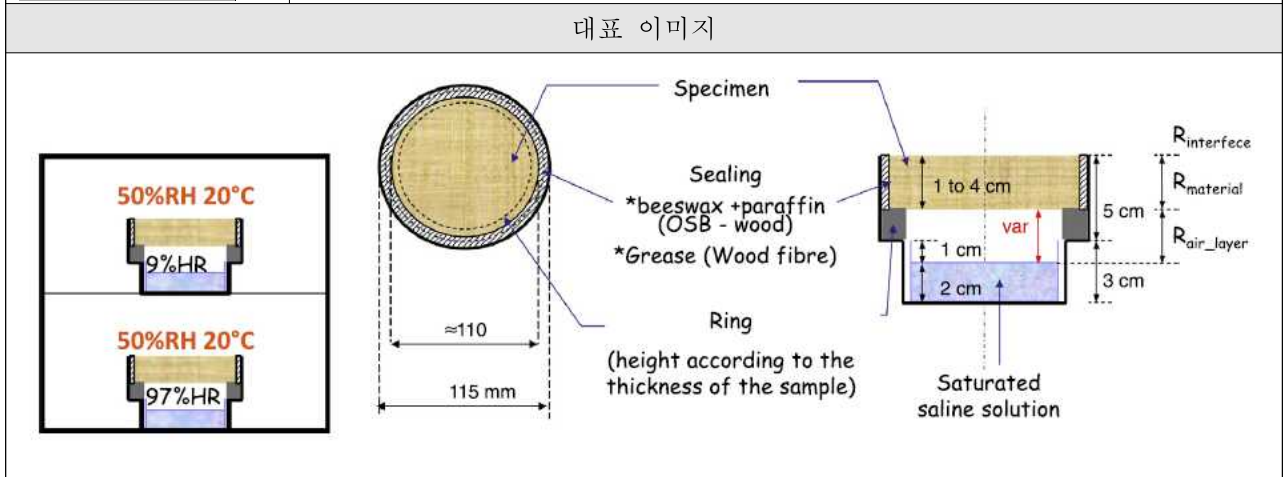 대표 이미지
50%RH 20°C
9%HR
50%RH 20°C
97%HR
≈110
115 mm
Specimen
Sealing
*beeswax +paraffin
(OSB - wood)
*Grease (Wood fibre)
Ring
(height according to the
thickness of the sample)
1 to 4 cm
var
1 cm
2 cm
5 cm
3 cm
Rinterfece
Rmaterial
Rair_layer
Saturated
saline solution